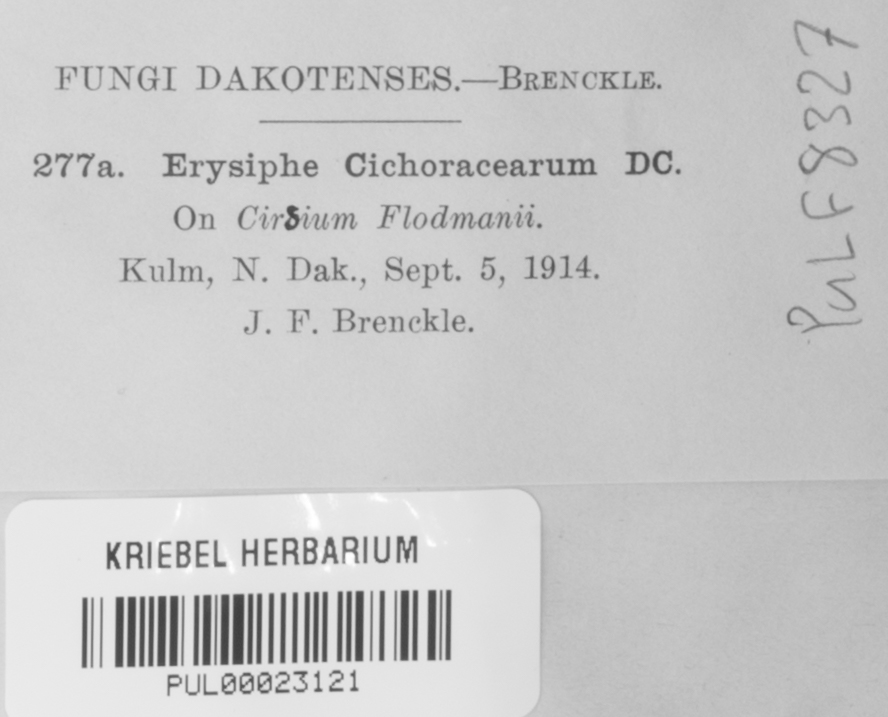 FUNGI DAKOTENSES.—BRENCKLE.
277a. Erysiphe Cichoracearum DC.
On Cirsium Flodmanii.
Kulm, N. Dak., Sept. 5, 1914.
J. F. Brenckle.
PUL F8327
KRIEBEL HERBARIUM
PUL00023121